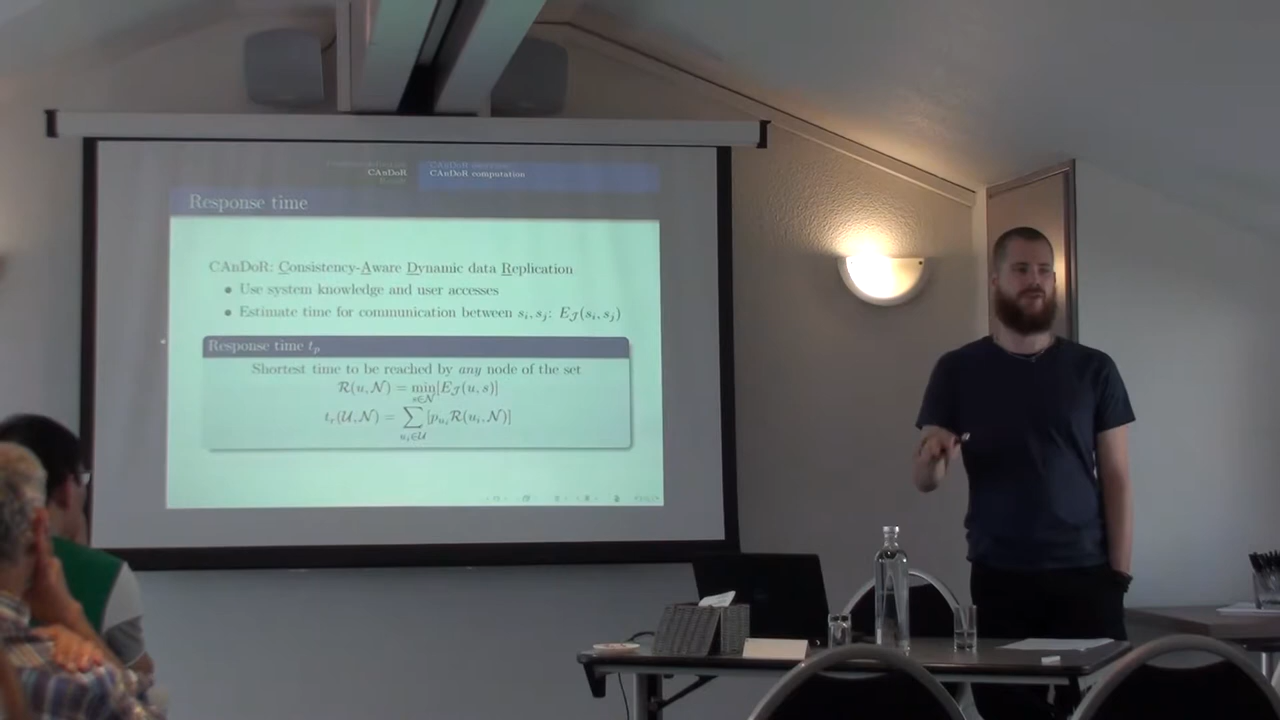 CAnDoR
CAnDoR computation
Response time
CAnDoR: Consistency-Aware Dynamic data Replication
• Use system knowledge and user accesses
• Estimate time for communication between s_i, s_j: E_𝒥(s_i, s_j)
Response time t_p
Shortest time to be reached by any node of the set
ℛ(u, 𝒩) = min_{s∈𝒩}[E_𝒥(u, s)]
t_r(𝒰, 𝒩) = ∑_{u_i∈𝒰} [p_{u_i} ℛ(u_i, 𝒩)]